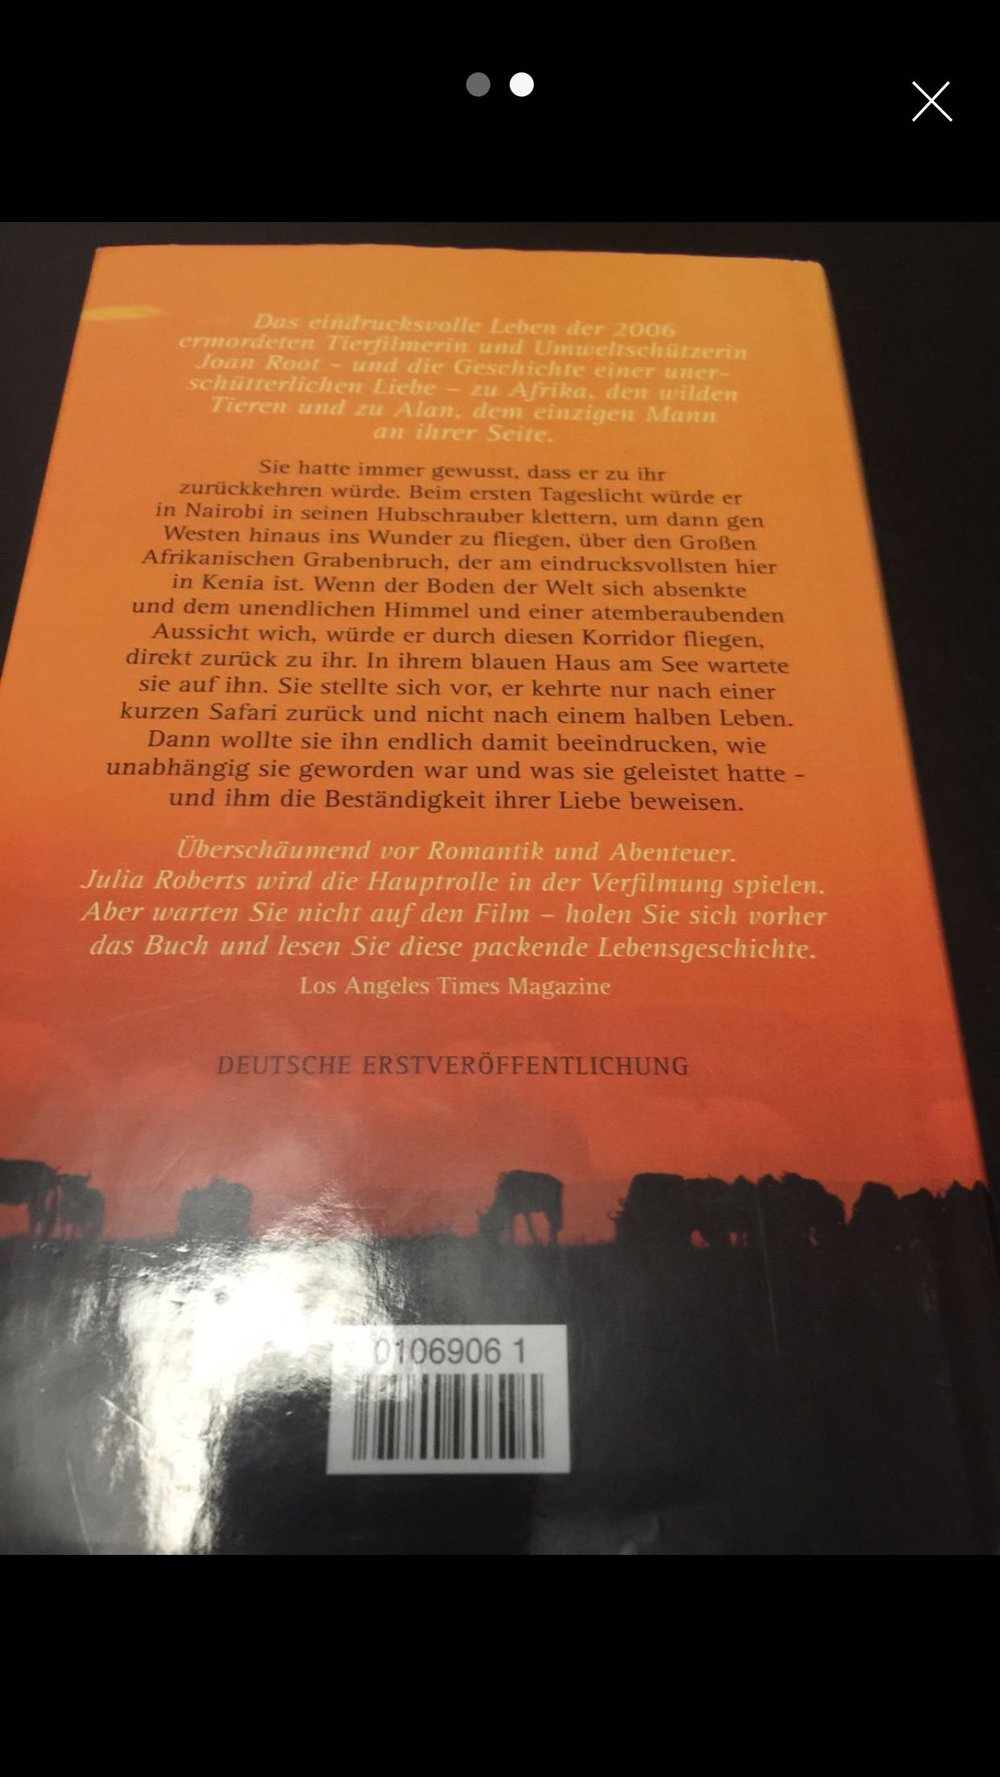 Das eindrucksvolle Leben der 2006
ermordeten Tierfilmerin und Umweltschützerin
Joan Root - und die Geschichte einer uner-
schütterlichen Liebe – zu Afrika, den wilden
Tieren und zu Alan, dem einzigen Mann
an ihrer Seite.
Sie hatte immer gewusst, dass er zu ihr
zurückkehren würde. Beim ersten Tageslicht würde er
in Nairobi in seinen Hubschrauber klettern, um dann gen
Westen hinaus ins Wunder zu fliegen, über den Großen
Afrikanischen Grabenbruch, der am eindrucksvollsten hier
in Kenia ist. Wenn der Boden der Welt sich absenkte
und dem unendlichen Himmel und einer atemberaubenden
Aussicht wich, würde er durch diesen Korridor fliegen,
direkt zurück zu ihr. In ihrem blauen Haus am See wartete
sie auf ihn. Sie stellte sich vor, er kehrte nur nach einer
kurzen Safari zurück und nicht nach einem halben Leben.
Dann wollte sie ihn endlich damit beeindrucken, wie
unabhängig sie geworden war und was sie geleistet hatte -
und ihm die Beständigkeit ihrer Liebe beweisen.
Überschäumend vor Romantik und Abenteuer.
Julia Roberts wird die Hauptrolle in der Verfilmung spielen.
Aber warten Sie nicht auf den Film – holen Sie sich vorher
das Buch und lesen Sie diese packende Lebensgeschichte.
Los Angeles Times Magazine
DEUTSCHE ERSTVERÖFFENTLICHUNG
0106906 1